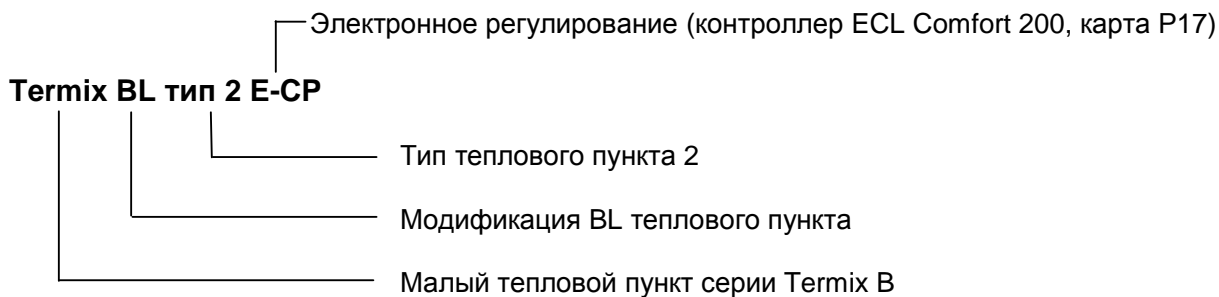 Электронное регулирование (контроллер ECL Comfort 200, карта P17)
Termix BL тип 2 E-CP
Тип теплового пункта 2
Модификация BL теплового пункта
Малый тепловой пункт серии Termix B